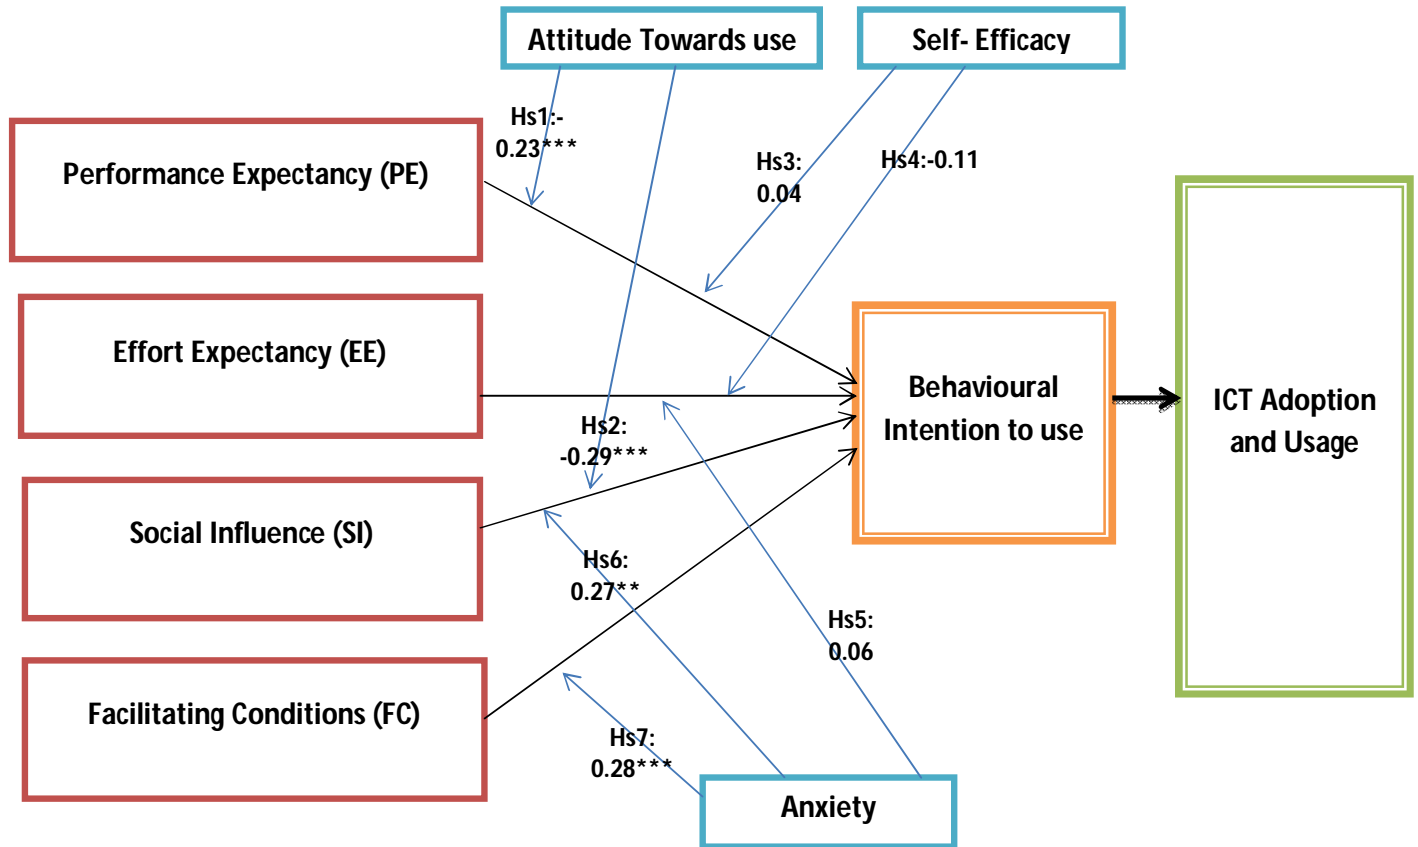 Attitude Towards use
Self- Efficacy
Hs1:-
0.23***
Performance Expectancy (PE)
Hs3:
0.04
Hs4:-0.11
Effort Expectancy (EE)
Behavioural
Intention to use
ICT Adoption
and Usage
Hs2:
-0.29***
Social Influence (SI)
Hs6:
0.27**
Hs5:
0.06
Facilitating Conditions (FC)
Hs7:
0.28***
Anxiety